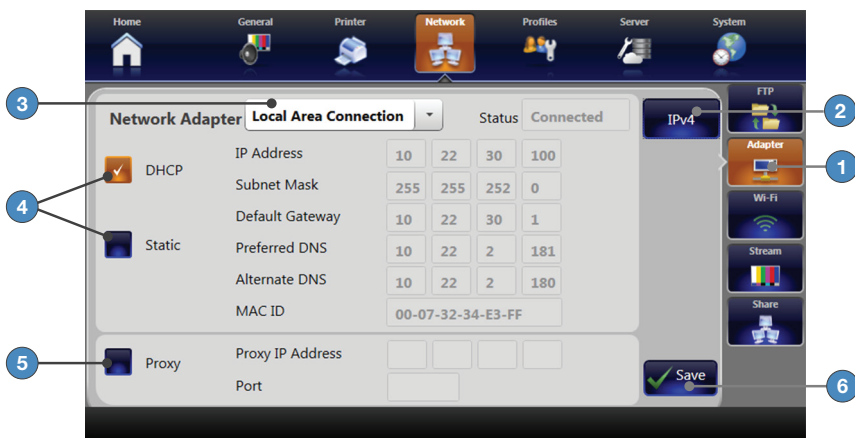 Home General Printer Network Profiles Server System
3
Network Adapter Local Area Connection Status Connected
IPv4
2
FTP
Adapter
1
Wi-Fi
Stream
Share
4
DHCP
Static
IP Address 10 22 30 100
Subnet Mask 255 255 252 0
Default Gateway 10 22 30 1
Preferred DNS 10 22 2 181
Alternate DNS 10 22 2 180
MAC ID 00-07-32-34-E3-FF
5
Proxy
Proxy IP Address
Port
Save
6